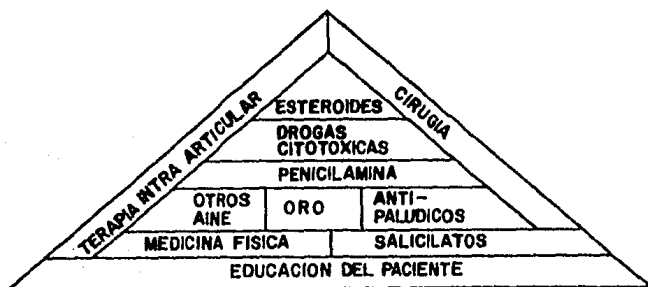 TERAPIA INTRA ARTICULAR
CIRUGIA
ESTEROIDES
DROGAS
CITOTOXICAS
PENICILAMINA
OTROS
AINE
ORO
ANTI-
PALUDICOS
MEDICINA FISICA
SALICILATOS
EDUCACION DEL PACIENTE